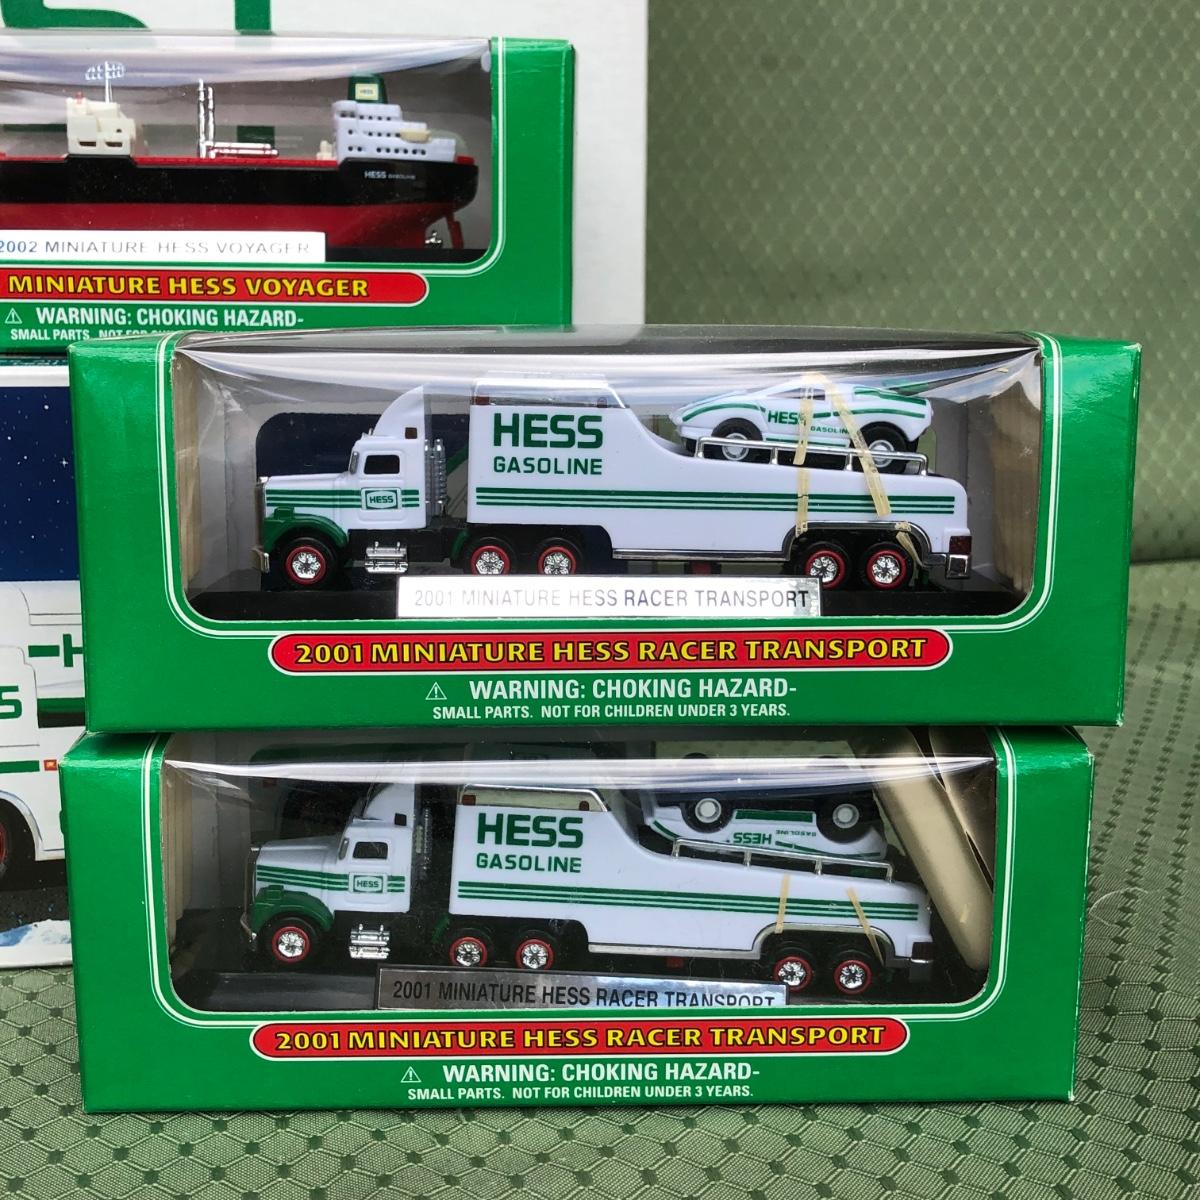 HESS
HESS GASOLINE
2002 MINIATURE HESS VOYAGER
MINIATURE HESS VOYAGER
⚠ WARNING: CHOKING HAZARD-
SMALL PARTS. NOT FOR
HESS
GASOLINE
HESS
GASOLINE
HESS
2001 MINIATURE HESS RACER TRANSPORT
2001 MINIATURE HESS RACER TRANSPORT
⚠ WARNING: CHOKING HAZARD-
SMALL PARTS. NOT FOR CHILDREN UNDER 3 YEARS.
HESS
GASOLINE
HESS GASOLINE
HESS
2001 MINIATURE HESS RACER TRANSPORT
2001 MINIATURE HESS RACER TRANSPORT
⚠ WARNING: CHOKING HAZARD-
SMALL PARTS. NOT FOR CHILDREN UNDER 3 YEARS.